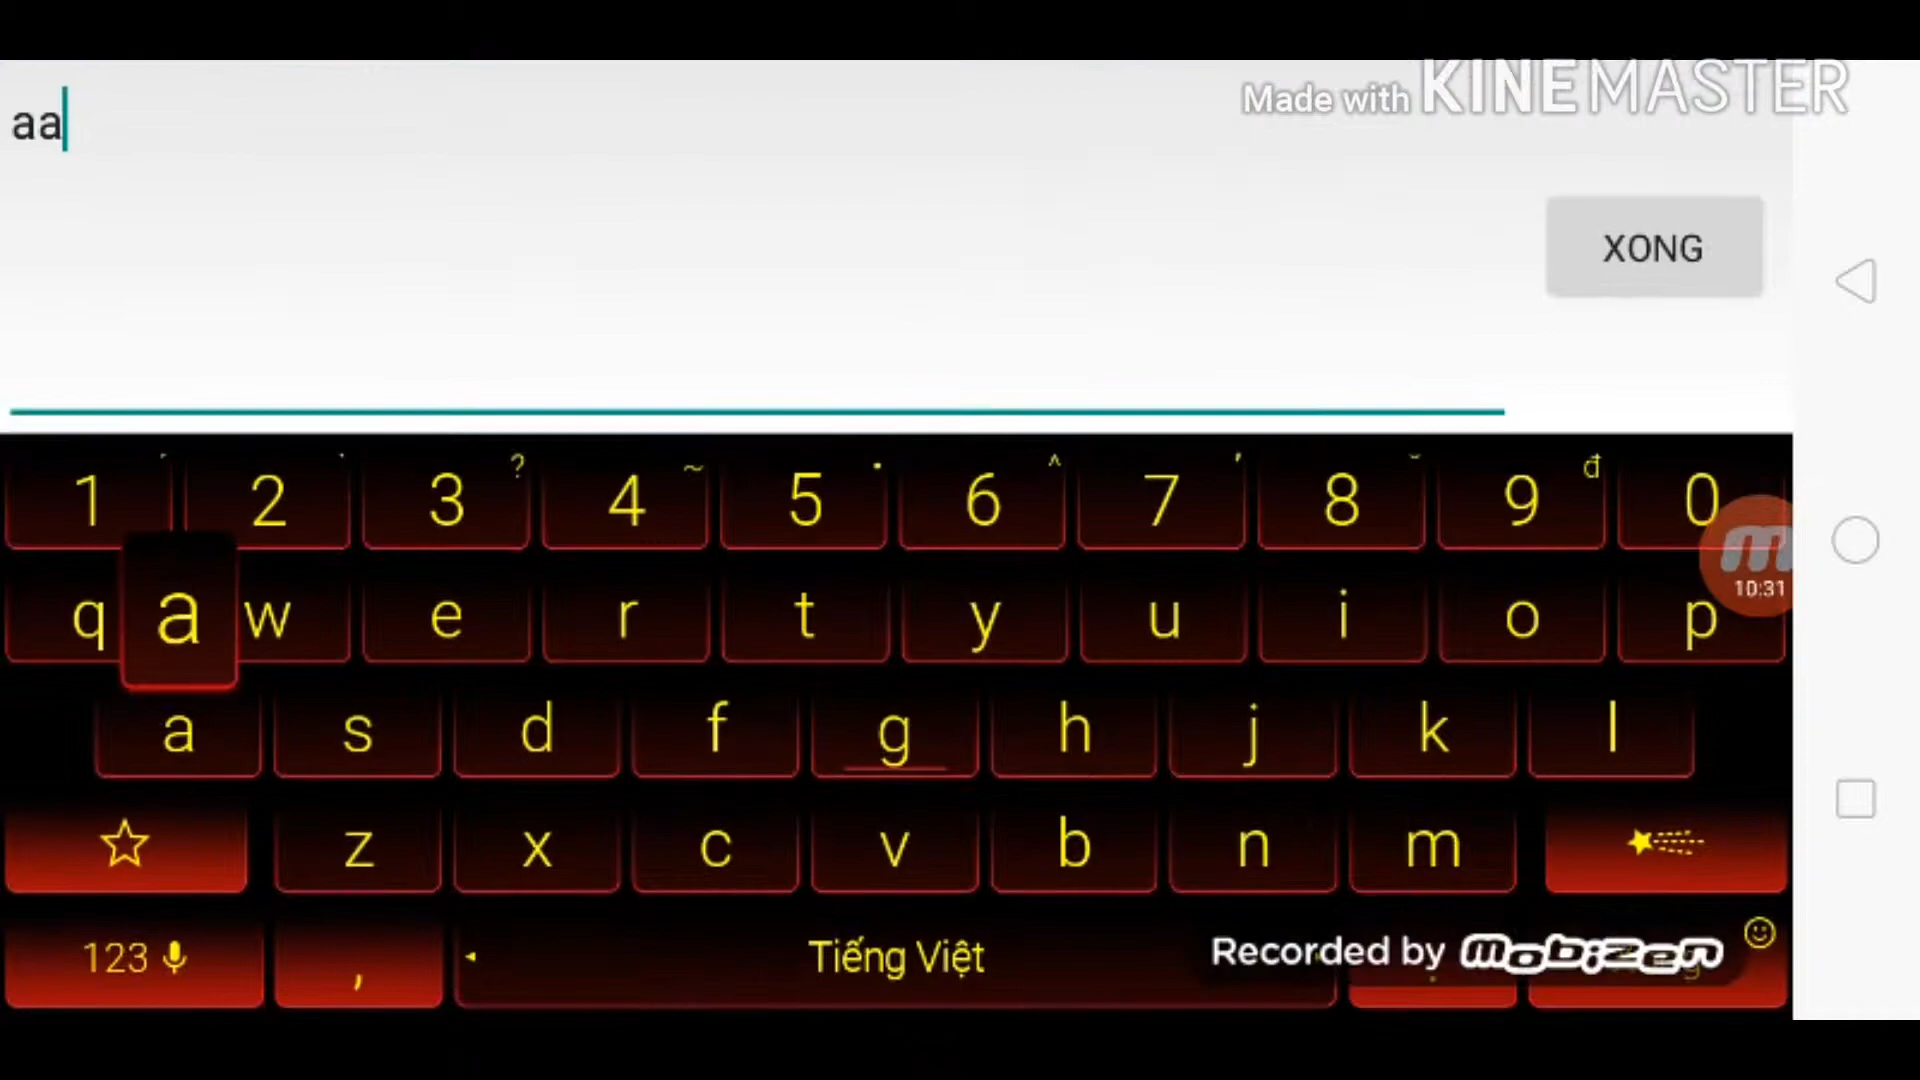 aa
Made with KINEMASTER
XONG
1 2 3 ? 4 ~ 5 6 ^ 7 8 9 đ 0
10:31
q a w e r t y u i o p
a s d f g h j k l
z x c v b n m
123 , Tiếng Việt
Recorded by mobizen